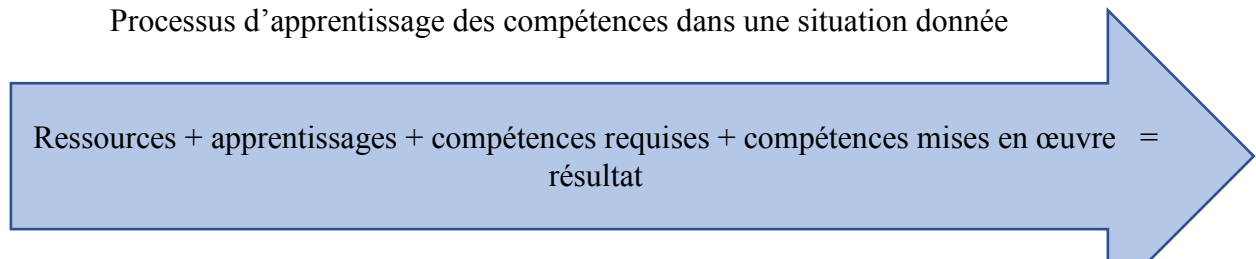 Processus d’apprentissage des compétences dans une situation donnée
Ressources + apprentissages + compétences requises + compétences mises en œuvre =
résultat